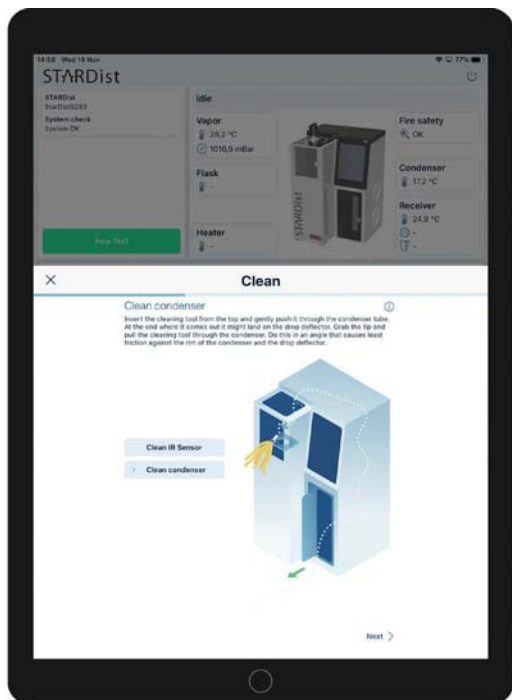 14:58 Wed 18 Nov
77%
STARDist
STARDist
StarDist9263
System check
System OK
New Test
Idle
Vapor
28,2 °C
1016,5 mBar
Flask
-
Heater
-
STARDist
Fire safety
OK
Condenser
17,2 °C
Receiver
24,9 °C
-
-
Clean
Clean condenser
Insert the cleaning tool from the top and gently push it through the condenser tube.
At the end where it comes out it might land on the drop deflector. Grab the tip and
pull the cleaning tool through the condenser. Do this in an angle that causes least
friction against the rim of the condenser and the drop deflector.
Clean IR Sensor
Clean condenser
Next